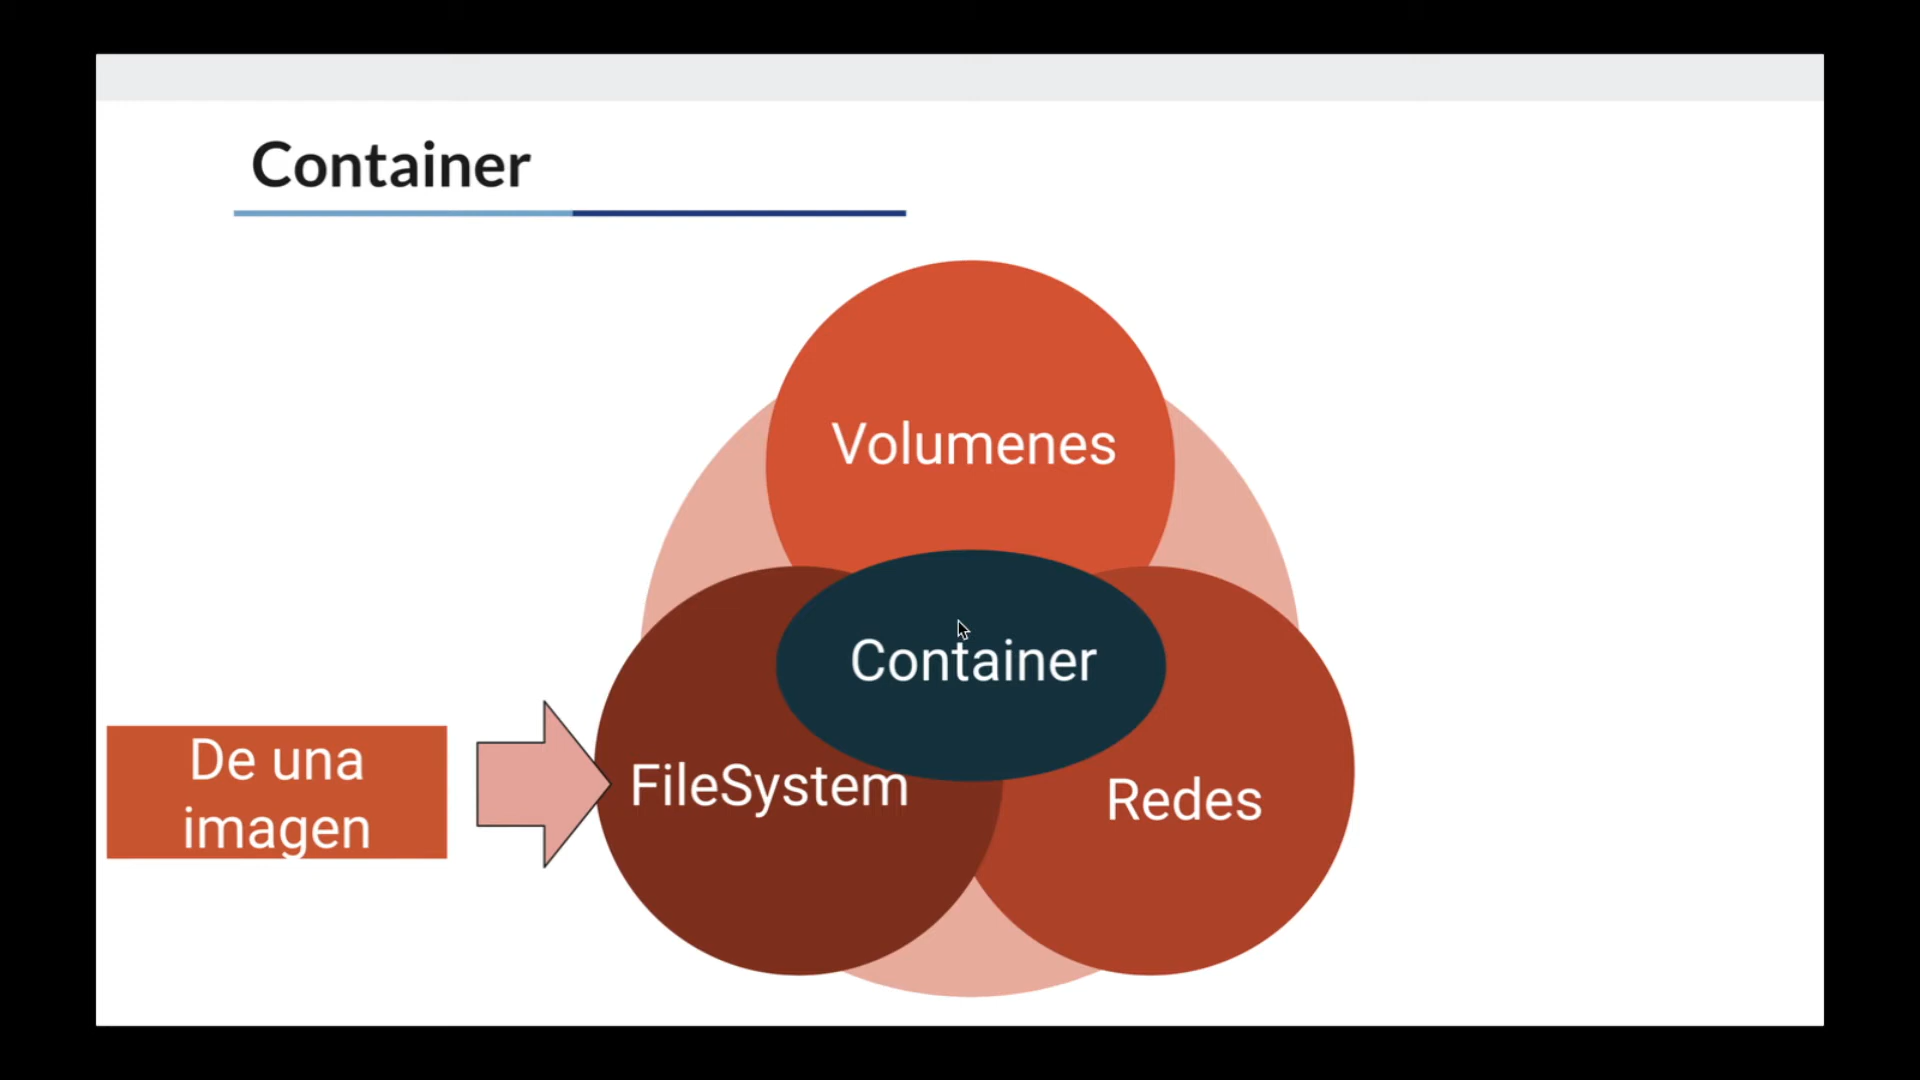 Container
Volumenes
Container
De una
imagen
FileSystem
Redes